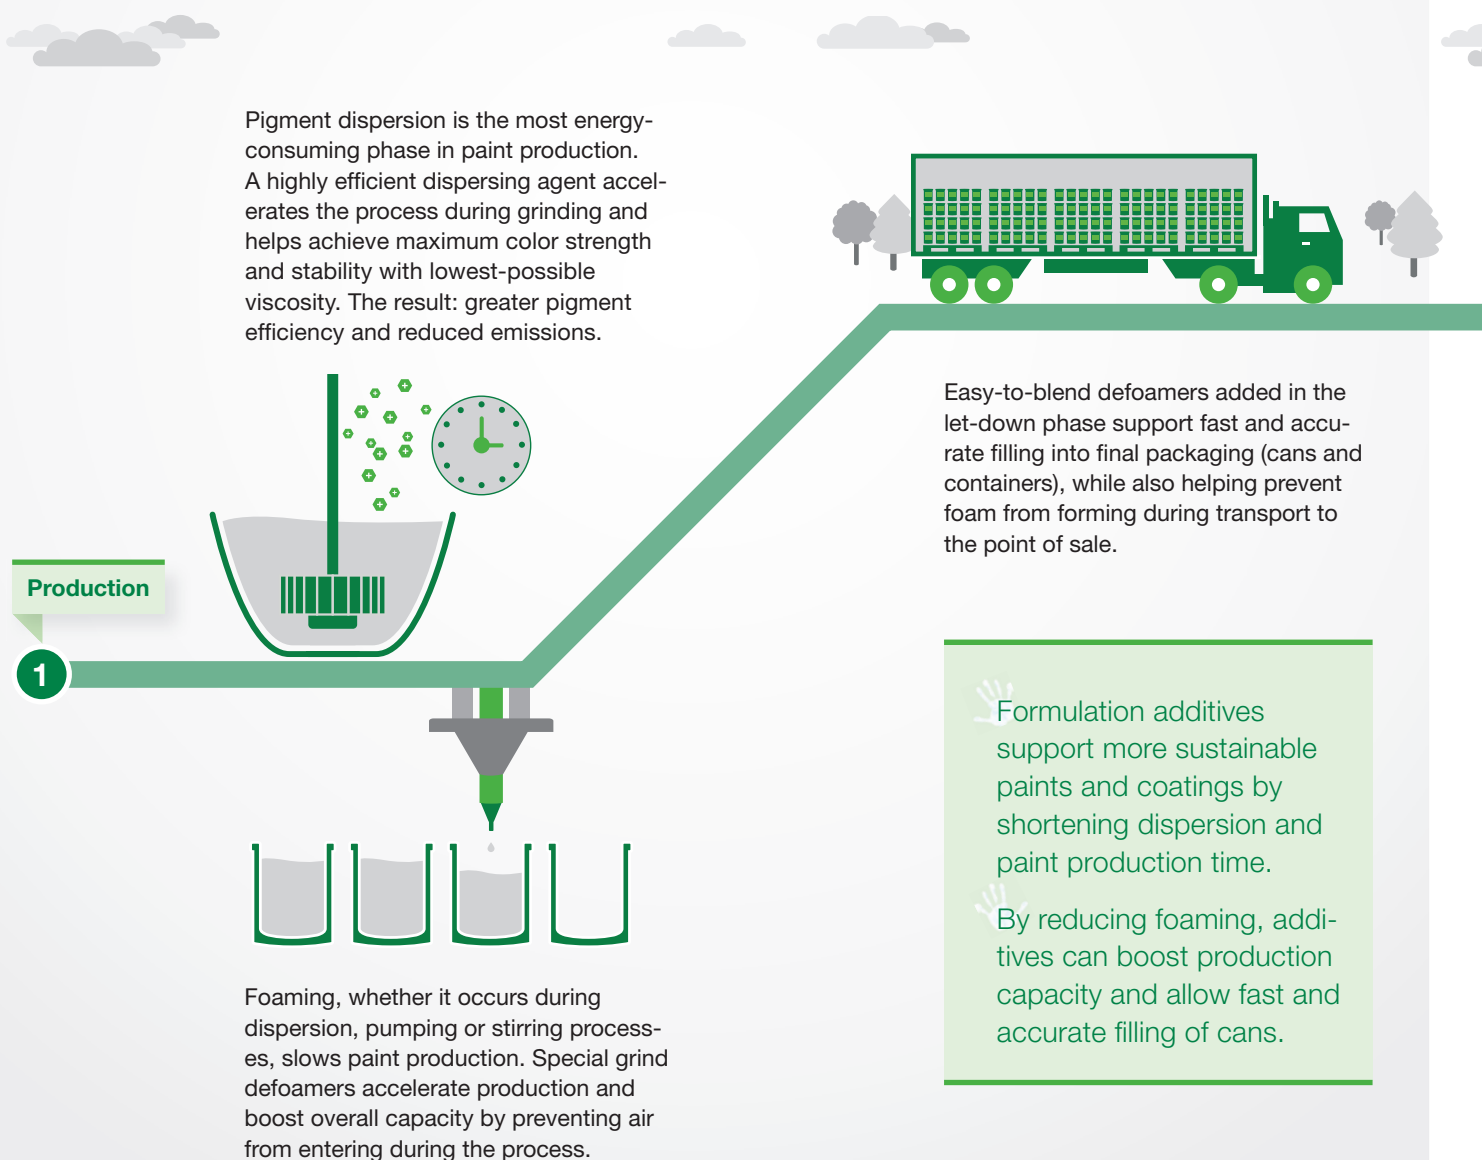 Pigment dispersion is the most energy-
consuming phase in paint production.
A highly efficient dispersing agent accel-
erates the process during grinding and
helps achieve maximum color strength
and stability with lowest-possible
viscosity. The result: greater pigment
efficiency and reduced emissions.
Production
1
Foaming, whether it occurs during
dispersion, pumping or stirring process-
es, slows paint production. Special grind
defoamers accelerate production and
boost overall capacity by preventing air
from entering during the process.
Easy-to-blend defoamers added in the
let-down phase support fast and accu-
rate filling into final packaging (cans and
containers), while also helping prevent
foam from forming during transport to
the point of sale.
Formulation additives
support more sustainable
paints and coatings by
shortening dispersion and
paint production time.
By reducing foaming, addi-
tives can boost production
capacity and allow fast and
accurate filling of cans.